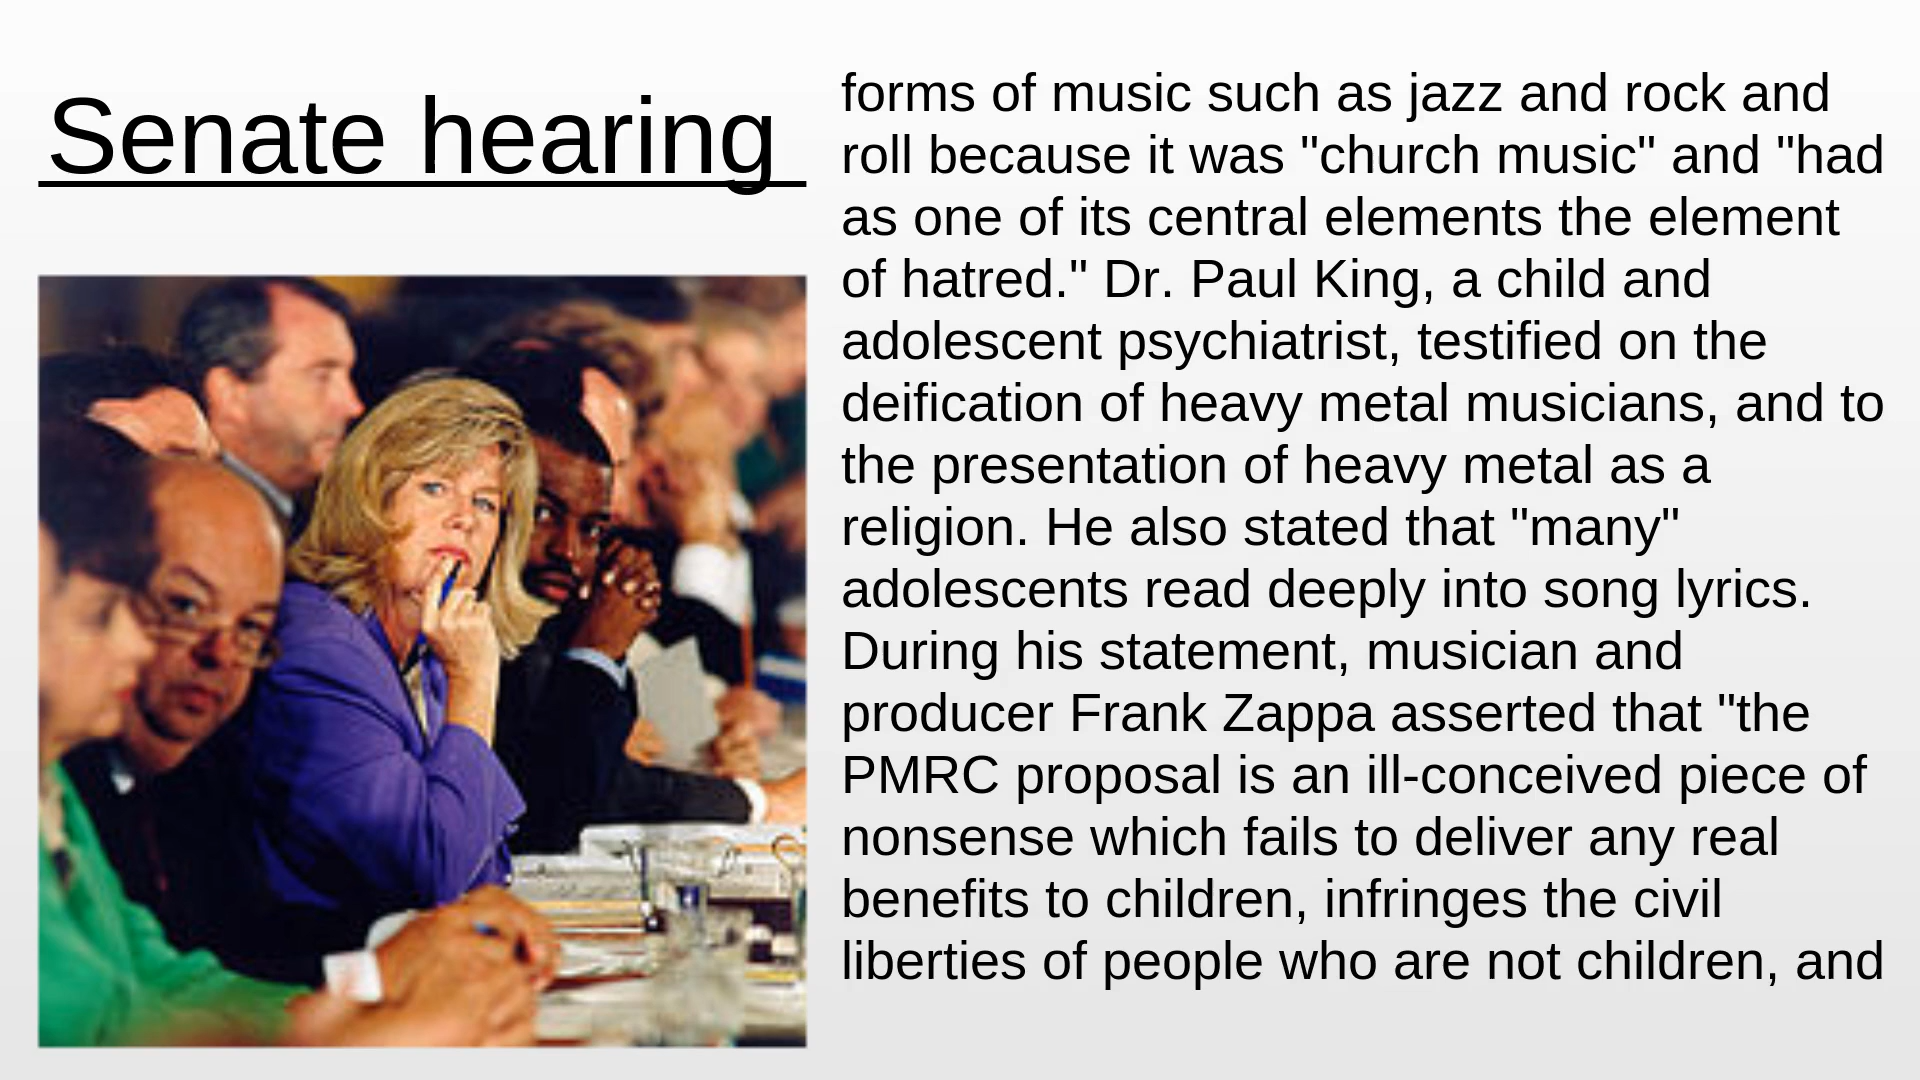 Senate hearing
forms of music such as jazz and rock and
roll because it was "church music" and "had
as one of its central elements the element
of hatred." Dr. Paul King, a child and
adolescent psychiatrist, testified on the
deification of heavy metal musicians, and to
the presentation of heavy metal as a
religion. He also stated that "many"
adolescents read deeply into song lyrics.
During his statement, musician and
producer Frank Zappa asserted that "the
PMRC proposal is an ill-conceived piece of
nonsense which fails to deliver any real
benefits to children, infringes the civil
liberties of people who are not children, and